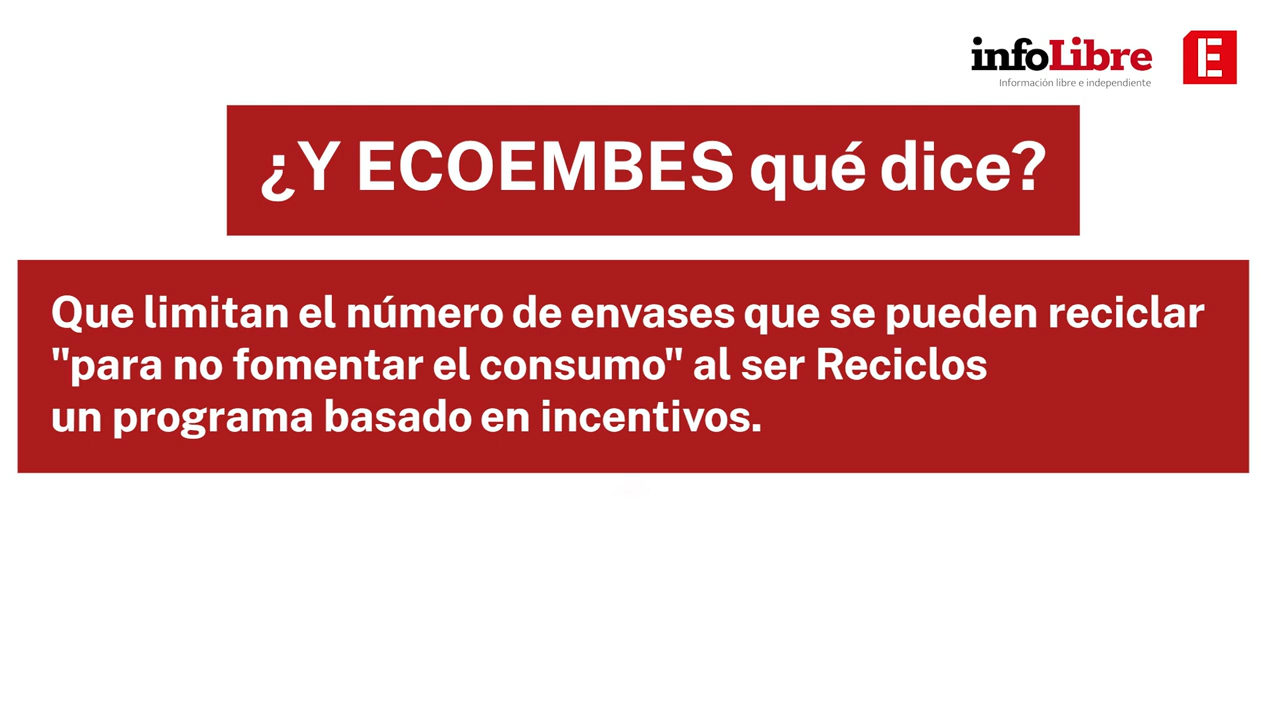 infoLibre
Información libre e independiente
E
¿Y ECOEMBES qué dice?
Que limitan el número de envases que se pueden reciclar
"para no fomentar el consumo" al ser Reciclos
un programa basado en incentivos.